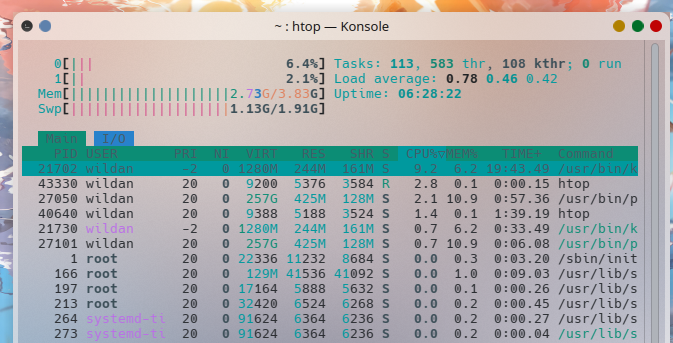 ~ : htop — Konsole
0[||| 6.4%] Tasks: 113, 583 thr, 108 kthr; 0 run
1[|| 2.1%] Load average: 0.78 0.46 0.42
Mem[||||||||||||||||||||2.73G/3.83G] Uptime: 06:28:22
Swp[||||||||||||||||||||1.13G/1.91G]
Main I/O
PID USER PRI NI VIRT RES SHR S CPU%▽MEM% TIME+ Command
21702 wildan -2 0 1280M 244M 161M S 9.2 6.2 19:43.49 /usr/bin/k
43330 wildan 20 0 9200 5376 3584 R 2.8 0.1 0:00.15 htop
27050 wildan 20 0 257G 425M 128M S 2.1 10.9 0:57.36 /usr/bin/p
40640 wildan 20 0 9388 5188 3524 S 1.4 0.1 1:39.19 htop
21730 wildan -2 0 1280M 244M 161M S 0.7 6.2 0:33.49 /usr/bin/k
27101 wildan 20 0 257G 425M 128M S 0.7 10.9 0:06.08 /usr/bin/p
1 root 20 0 22336 11232 8684 S 0.0 0.3 0:03.20 /sbin/init
166 root 20 0 129M 41536 41092 S 0.0 1.0 0:09.03 /usr/lib/s
197 root 20 0 17164 5888 5632 S 0.0 0.1 0:00.26 /usr/lib/s
213 root 20 0 32420 6524 6268 S 0.0 0.2 0:00.45 /usr/lib/s
264 systemd-ti 20 0 91624 6364 6236 S 0.0 0.2 0:00.27 /usr/lib/s
273 systemd-ti 20 0 91624 6364 6236 S 0.0 0.2 0:00.04 /usr/lib/s